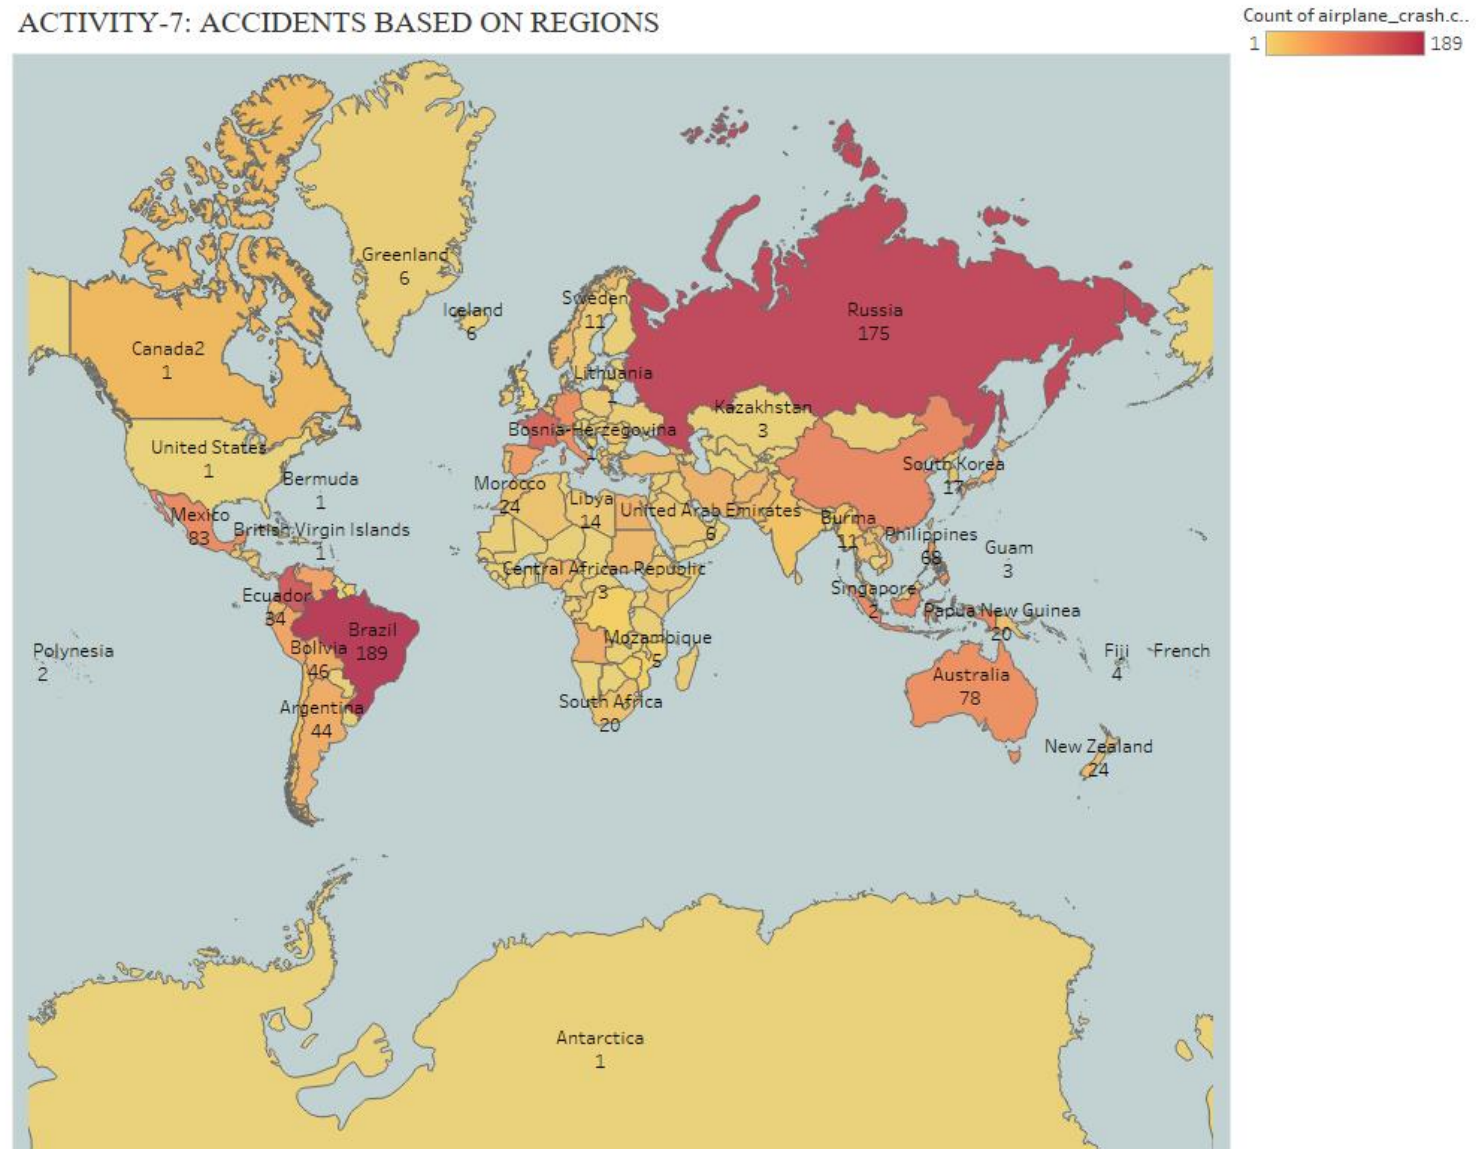 ACTIVITY-7: ACCIDENTS BASED ON REGIONS
Count of airplane_crash.c..
1
189
Greenland
6
Iceland
6
Sweden
11
Russia
175
Canada2
1
Lithuania
1
Kazakhstan
3
Bosnia-Herzegovina
1
United States
1
Bermuda
1
South Korea
17
Morocco
24
Libya
14
United Arab Emirates
6
Mexico
83
British Virgin Islands
1
Burma
11
Philippines
68
Guam
3
Central African Republic
3
Ecuador
34
Singapore
2
Papua New Guinea
20
Brazil
189
Bolivia
46
Mozambique
5
Polynesia
2
Fiji
4
French
Australia
78
Argentina
44
South Africa
20
New Zealand
24
Antarctica
1